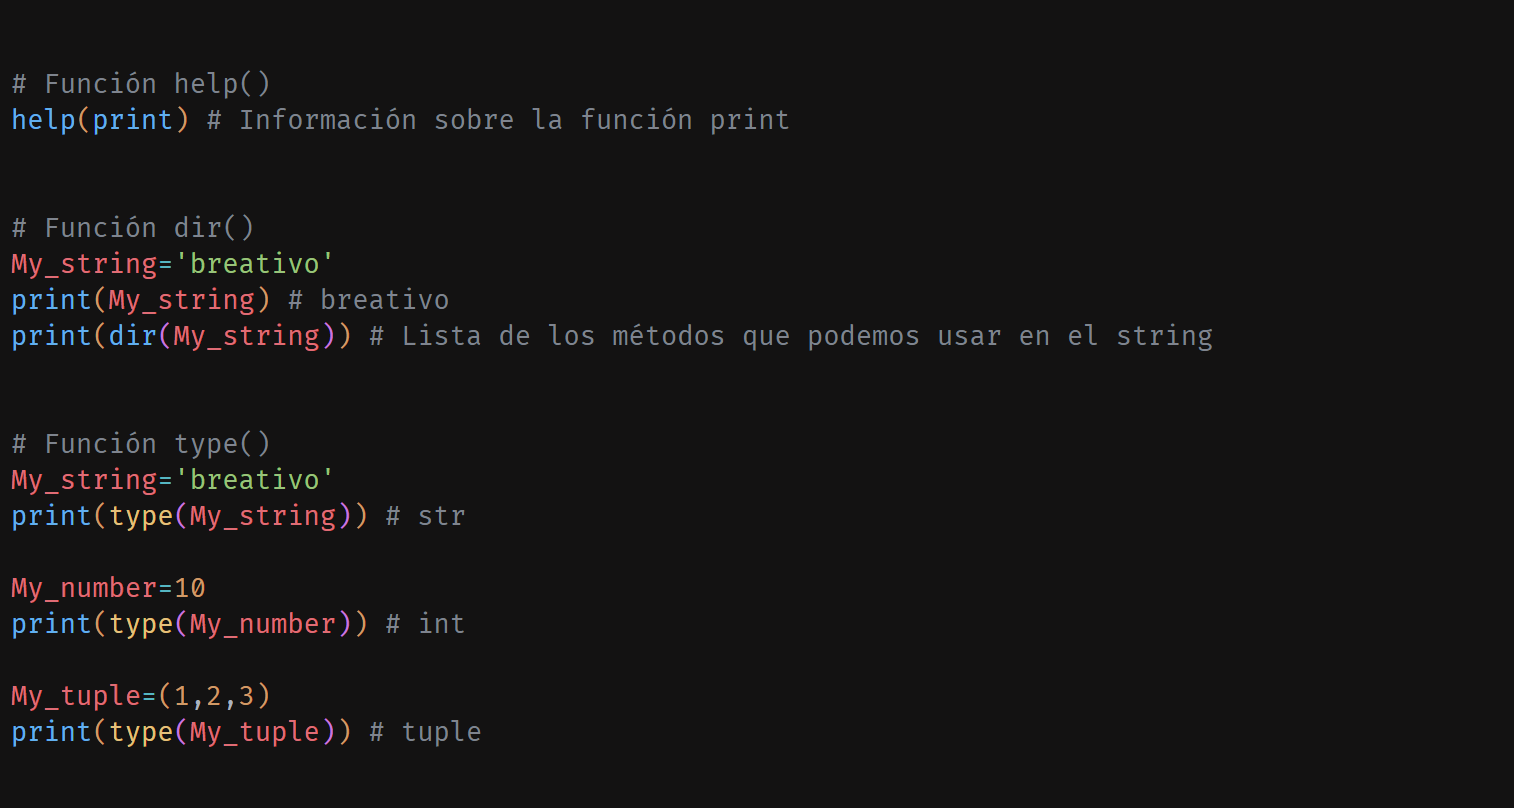 # Función help()
help(print) # Información sobre la función print
# Función dir()
My_string='breativo'
print(My_string) # breativo
print(dir(My_string)) # Lista de los métodos que podemos usar en el string
# Función type()
My_string='breativo'
print(type(My_string)) # str
My_number=10
print(type(My_number)) # int
My_tuple=(1,2,3)
print(type(My_tuple)) # tuple